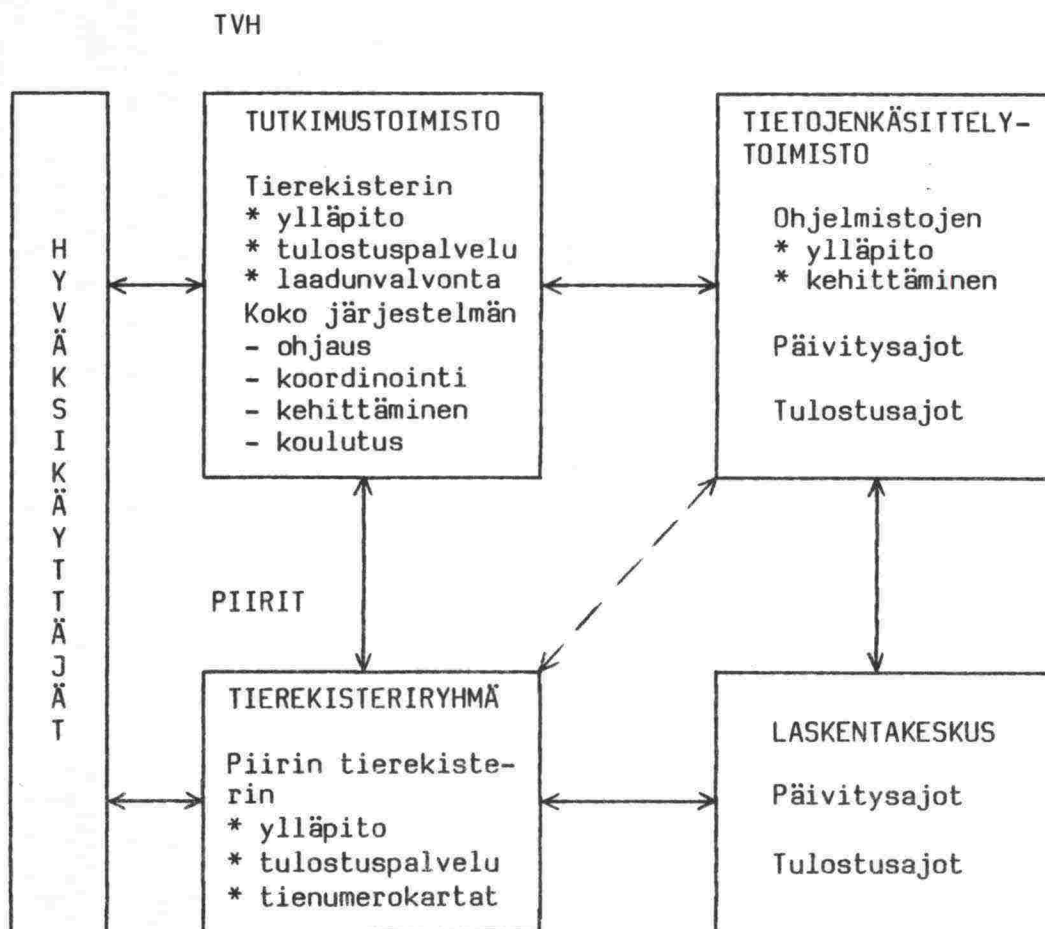 TVH
HYVÄKSIKÄYTTÄJÄT
TUTKIMUSTOIMISTO
Tierekisterin
* ylläpito
* tulostuspalvelu
* laadunvalvonta
Koko järjestelmän
- ohjaus
- koordinointi
- kehittäminen
- koulutus
TIETOJENKÄSITTELY-
TOIMISTO
Ohjelmistojen
* ylläpito
* kehittäminen
Päivitysajot
Tulostusajot
PIIRIT
TIEREKISTERIRYHMÄ
Piirin tierekiste-
rin
* ylläpito
* tulostuspalvelu
* tienumerokartat
LASKENTAKESKUS
Päivitysajot
Tulostusajot